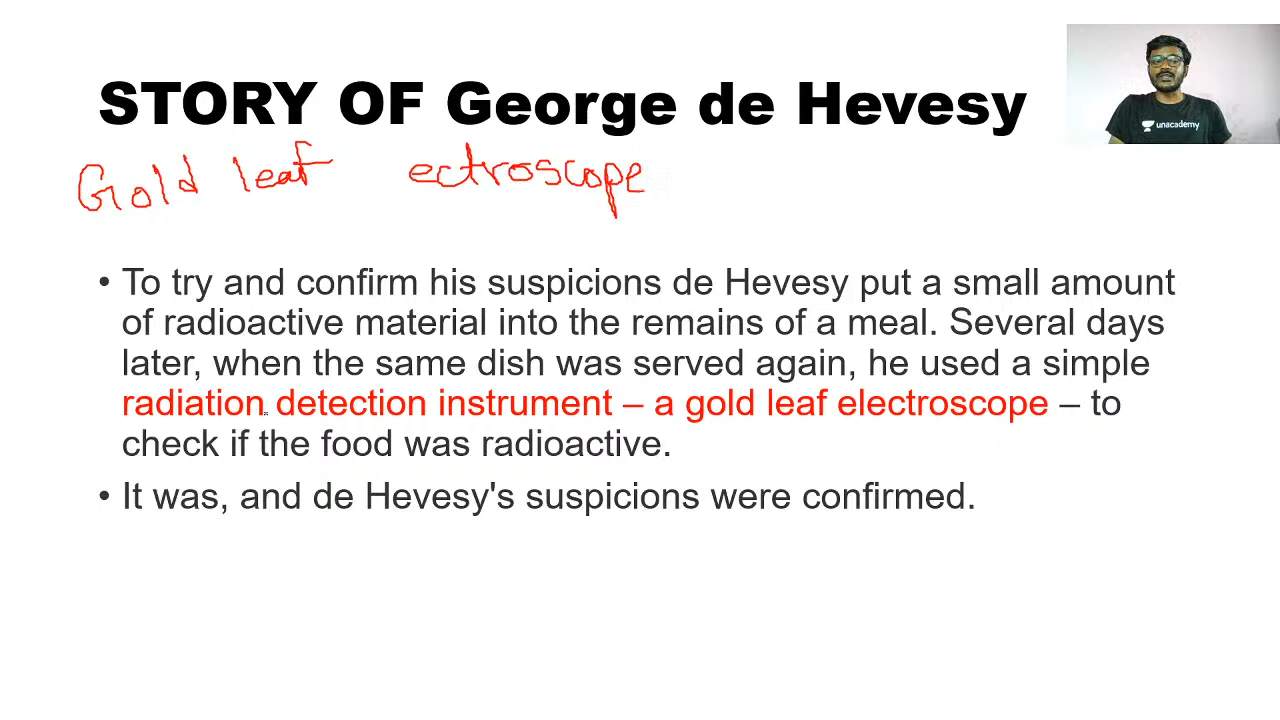 STORY OF George de Hevesy
unacademy
Gold leaf ectroscope
• To try and confirm his suspicions de Hevesy put a small amount
of radioactive material into the remains of a meal. Several days
later, when the same dish was served again, he used a simple
radiation detection instrument – a gold leaf electroscope – to
check if the food was radioactive.
• It was, and de Hevesy's suspicions were confirmed.